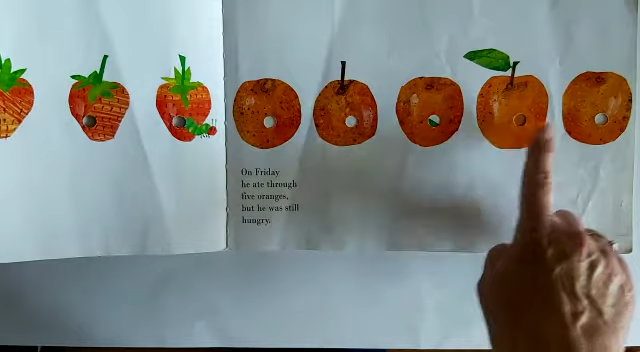 On Friday
he ate through
five oranges,
but he was still
hungry.